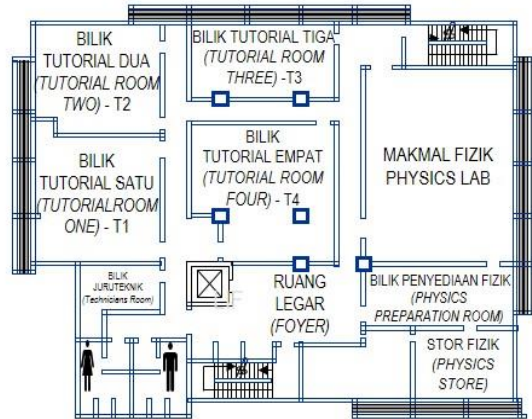 BILIK
TUTORIAL DUA
(TUTORIAL ROOM
TWO) - T2
BILIK TUTORIAL TIGA
(TUTORIAL ROOM
THREE) - T3
BILIK
TUTORIAL SATU
(TUTORIALROOM
ONE) - T1
BILIK
TUTORIAL EMPAT
(TUTORIAL ROOM
FOUR) - T4
MAKMAL FIZIK
PHYSICS LAB
BILIK
JURUTEKNIK
(Technicians Room)
RUANG
LEGAR
(FOYER)
BILIK PENYEDIAAN FIZIK
(PHYSICS
PREPARATION ROOM)
STOR FIZIK
(PHYSICS
STORE)